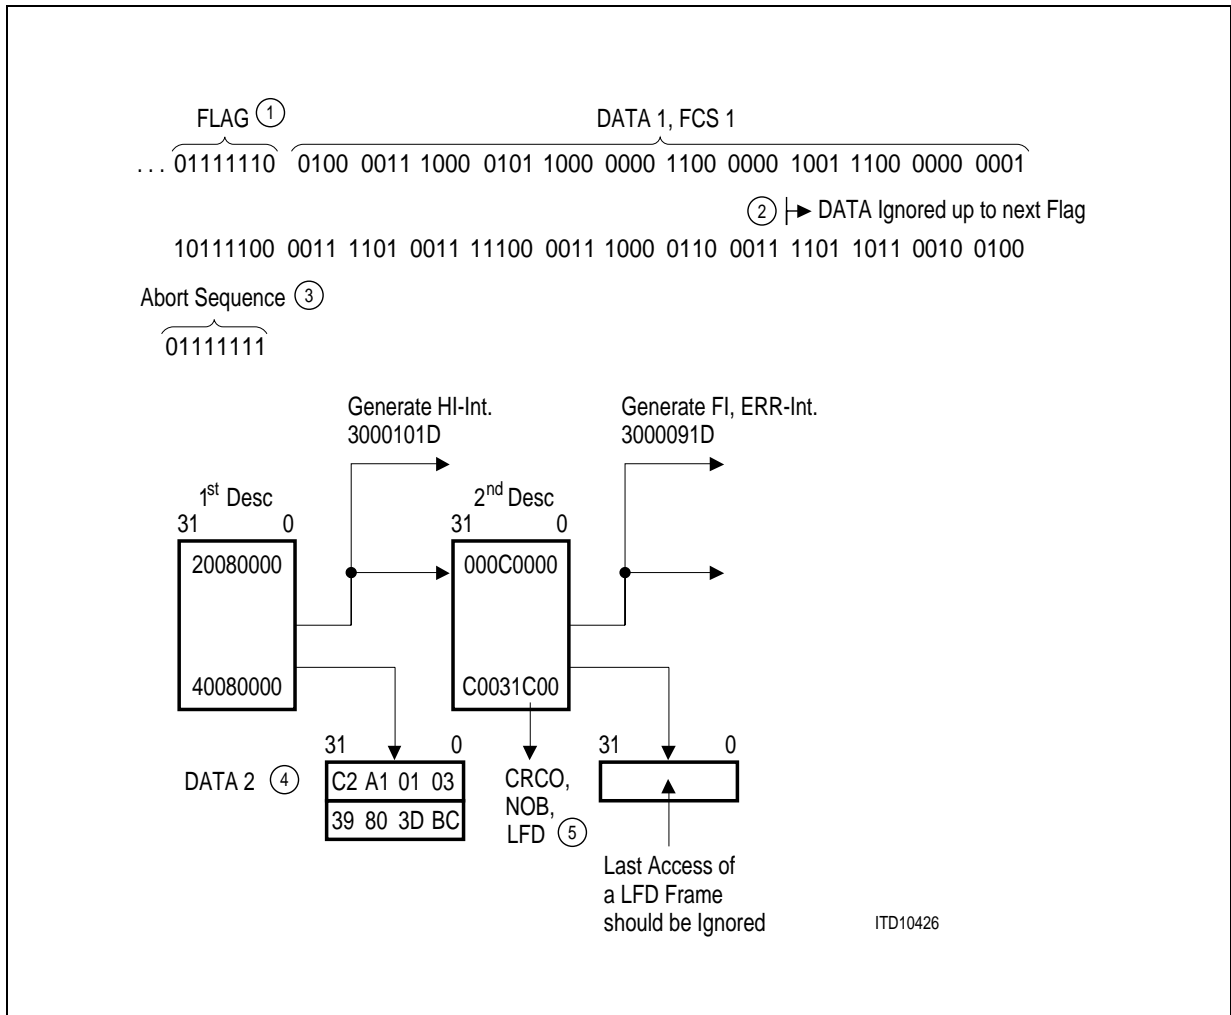 FLAG 1 DATA 1, FCS 1
. . . 01111110 0100 0011 1000 0101 1000 0000 1100 0000 1001 1100 0000 0001
2 DATA Ignored up to next Flag
10111100 0011 1101 0011 11100 0011 1000 0110 0011 1101 1011 0010 0100
Abort Sequence 3
01111111
Generate HI-Int.
3000101D
Generate FI, ERR-Int.
3000091D
1st Desc
31 0
20080000
40080000
2nd Desc
31 0
000C0000
C0031C00
DATA 2 4
31 0
C2 A1 01 03
39 80 3D BC
CRCO,
NOB,
LFD 5
31 0
Last Access of
a LFD Frame
should be Ignored
ITD10426